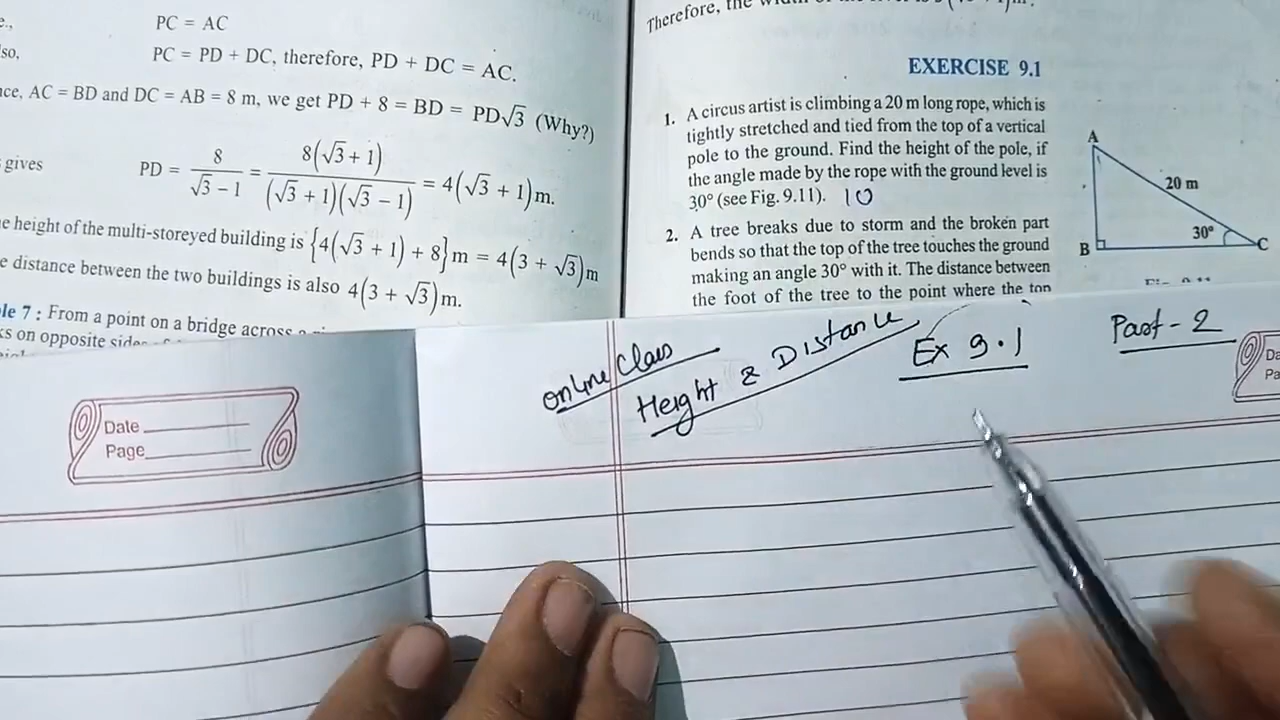 PC = AC
so,
PC = PD + DC, therefore, PD + DC = AC.
AC = BD and DC = AB = 8 m, we get PD + 8 = BD = PD√3 (Why?)
gives
PD = 8/(√3 - 1) = 8(√3 + 1)/((√3 + 1)(√3 - 1)) = 4(√3 + 1)m.
height of the multi-storeyed building is {4(√3 + 1) + 8}m = 4(3 + √3)m
distance between the two buildings is also 4(3 + √3)m.
7 : From a point on a bridge across a
on opposite
Therefore, the
EXERCISE 9.1
1. A circus artist is climbing a 20 m long rope, which is
tightly stretched and tied from the top of a vertical
pole to the ground. Find the height of the pole, if
the angle made by the rope with the ground level is
30° (see Fig. 9.11). 10
2. A tree breaks due to storm and the broken part
bends so that the top of the tree touches the ground
making an angle 30° with it. The distance between
the foot of the tree to the point where the top
A
20 m
30°
B
C
Date
Page
online Class
Height & Distance
Ex 9.1
Part - 2